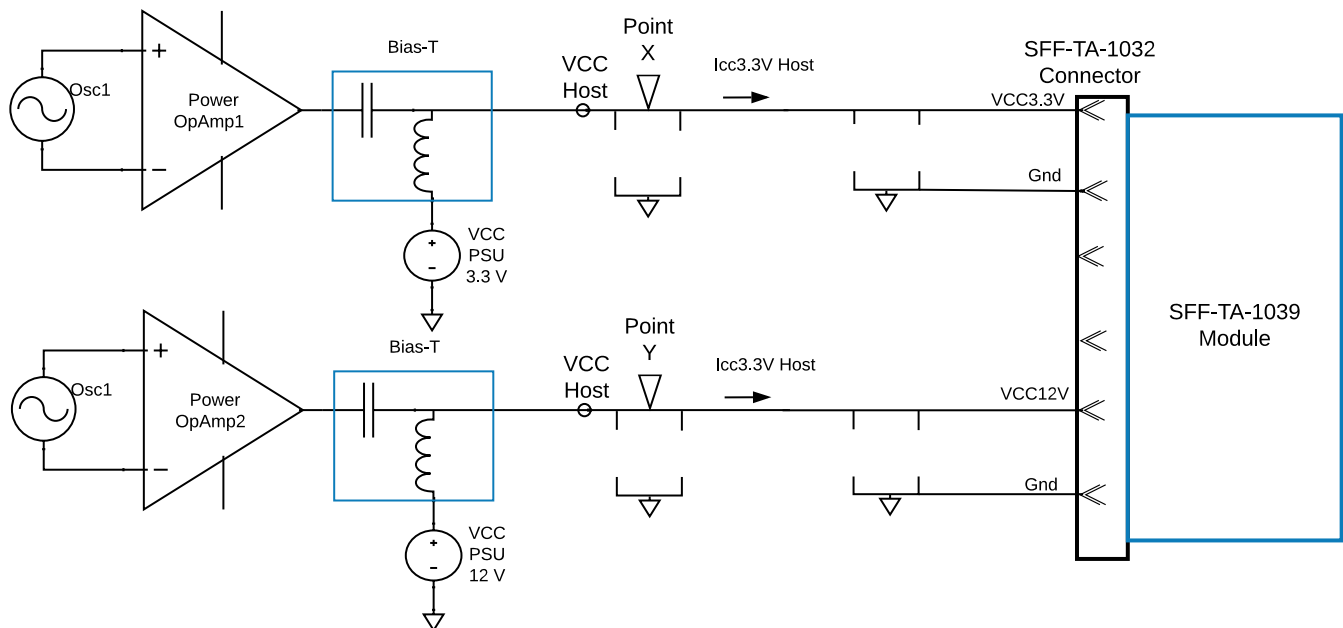 Point
X
SFF-TA-1032
Connector
Bias-T
VCC
Host
Icc3.3V Host
VCC3.3V
Osc1
+
Power
OpAmp1
−
Gnd
VCC
PSU
3.3 V
+
−
SFF-TA-1039
Module
Point
Y
Bias-T
VCC
Host
Icc3.3V Host
VCC12V
Osc1
+
Power
OpAmp2
−
Gnd
VCC
PSU
12 V
+
−